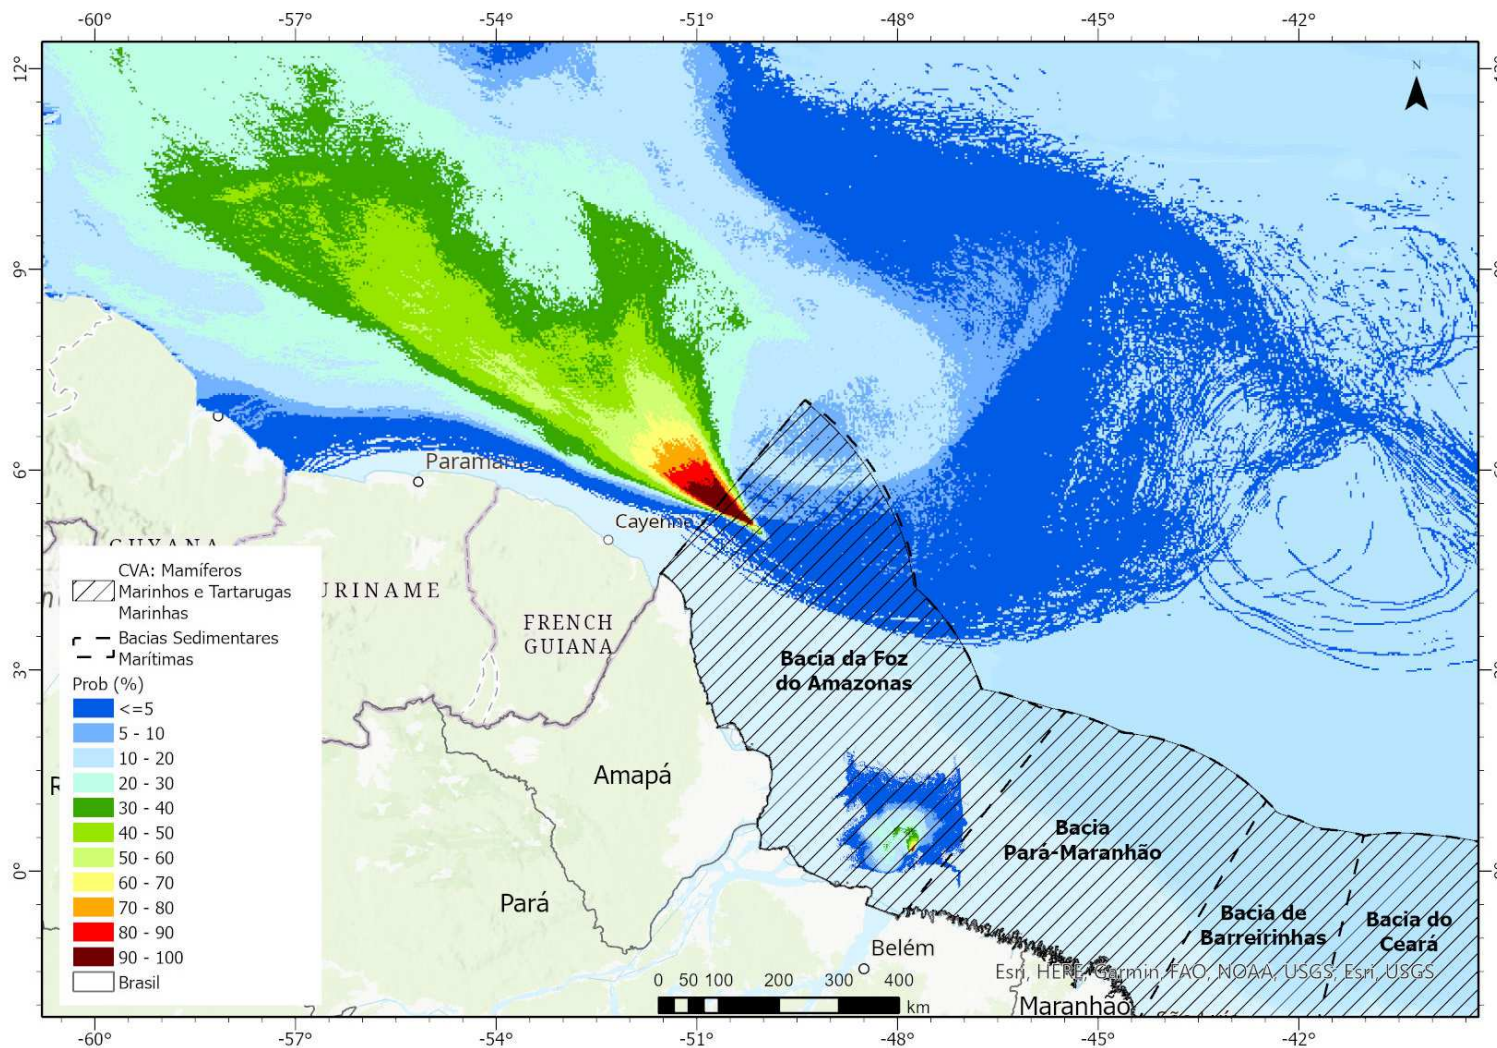 -60° -57° -54° -51° -48° -45° -42°
12°
N
9°
6°
3°
0°
Cayenne
GUYANA
FRENCH
GUIANA
Bacia da Foz
do Amazonas
Amapá
Pará
Belém
Maranhão
Bacia
Pará-Maranhão
Bacia de
Barreirinhas
Bacia do
Ceará
CVA: Mamíferos
Marinhos e Tartarugas
Marinhas
Bacias Sedimentares
Marítimas
Prob (%)
<=5
5 - 10
10 - 20
20 - 30
30 - 40
40 - 50
50 - 60
60 - 70
70 - 80
80 - 90
90 - 100
Brasil
0 50 100 200 300 400
km
Esri, HERE, Garmin, FAO, NOAA, USGS, Esri, USGS
-60° -57° -54° -51° -48° -45° -42°